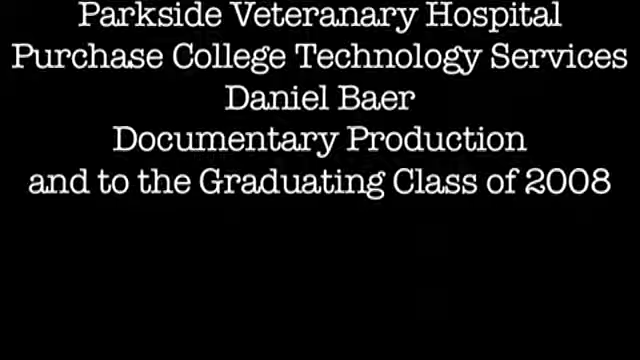 Parkside Veteranary Hospital
Purchase College Technology Services
Daniel Baer
Documentary Production
and to the Graduating Class of 2008